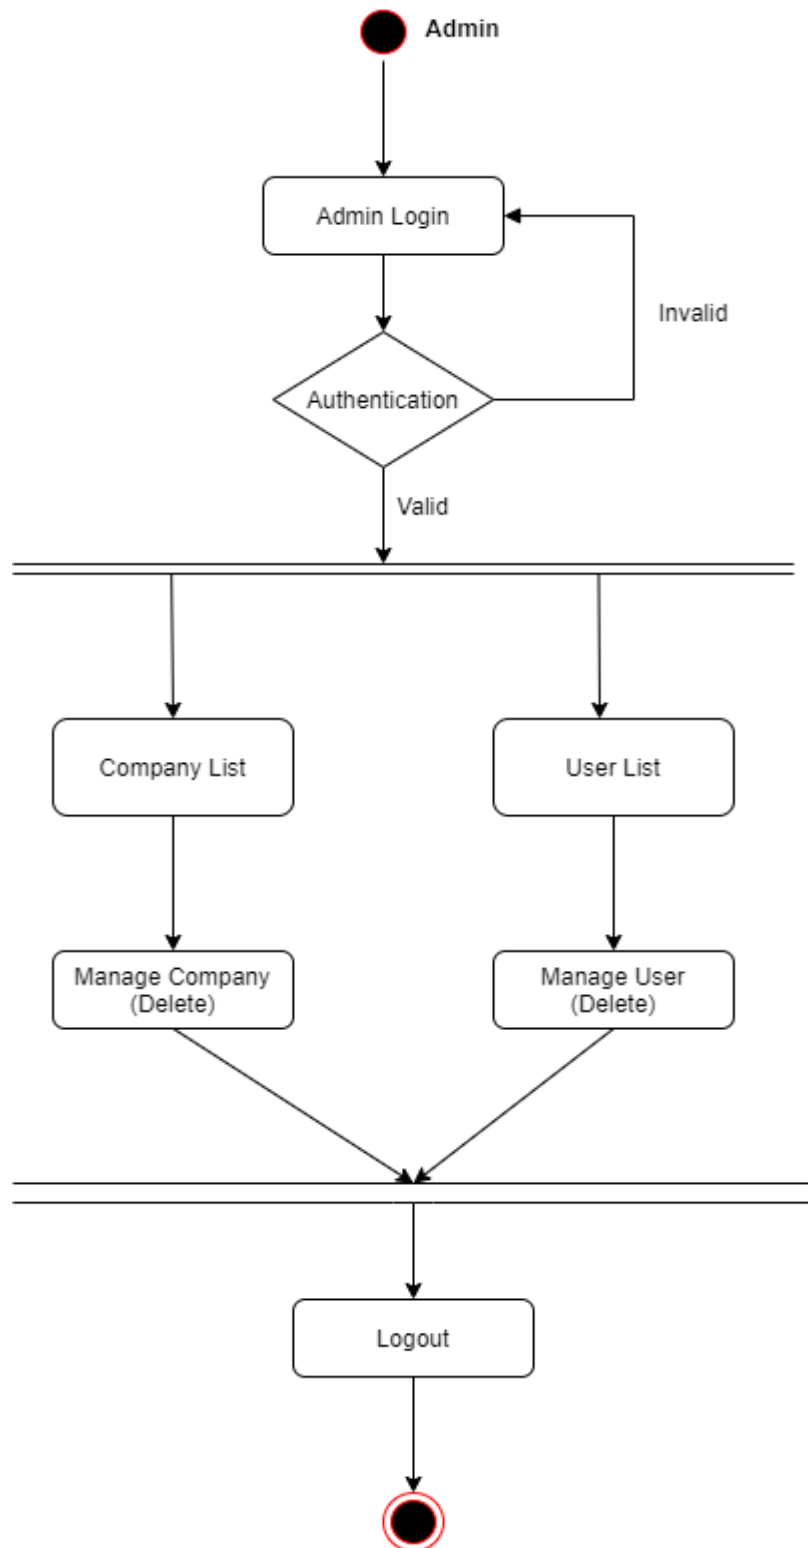 Admin
Admin Login
Invalid
Authentication
Valid
Company List
User List
Manage Company
(Delete)
Manage User
(Delete)
Logout